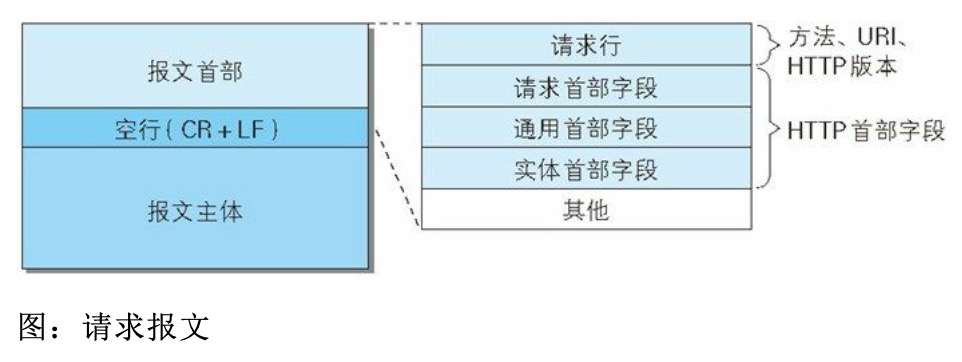 报文首部
空行(CR+LF)
报文主体
请求行
请求首部字段
通用首部字段
实体首部字段
其他
方法、URI、
HTTP版本
HTTP首部字段
图：请求报文